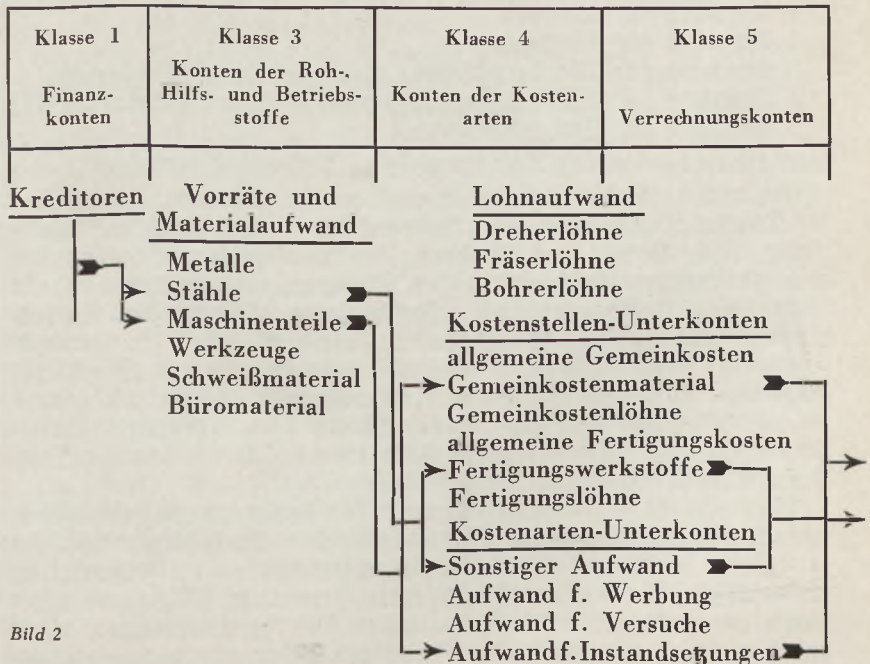 Klasse 1
Finanz-
konten
Klasse 3
Konten der Roh-,
Hilfs- und Betriebs-
stoffe
Klasse 4
Konten der Kosten-
arten
Klasse 5
Verrechnungskonten
Kreditoren
Vorräte und
Materialaufwand
Metalle
Stähle
Maschinenteile
Werkzeuge
Schweißmaterial
Büromaterial
Lohnaufwand
Dreherlöhne
Fräserlöhne
Bohrerlöhne
Kostenstellen-Unterkonten
allgemeine Gemeinkosten
Gemeinkostenmaterial
Gemeinkostenlöhne
allgemeine Fertigungskosten
Fertigungswerkstoffe
Fertigungslöhne
Kostenarten-Unterkonten
Sonstiger Aufwand
Aufwand f. Werbung
Aufwand f. Versuche
Aufwand f. Instandsetzungen
Bild 2